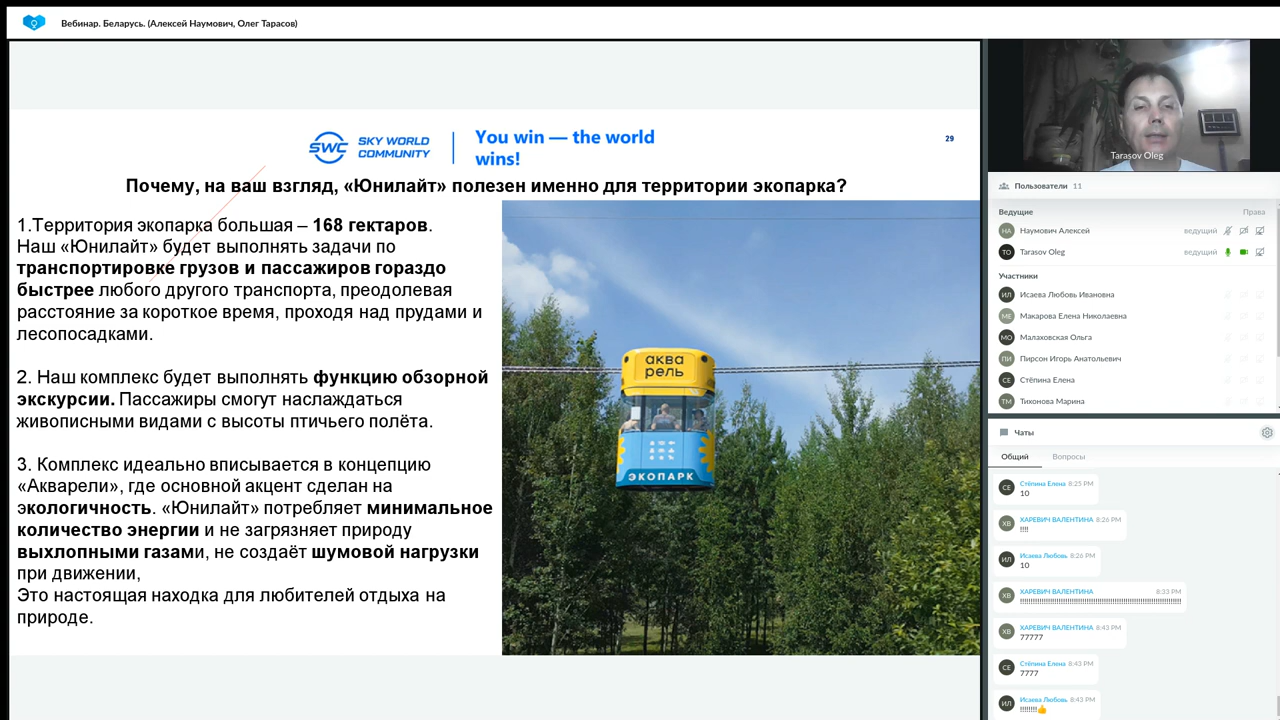 Вебинар. Беларусь. (Алексей Наумович, Олег Тарасов)
SWC
SKY WORLD
COMMUNITY
You win — the world
wins!
29
Почему, на ваш взгляд, «Юнилайт» полезен именно для территории экопарка?
1.Территория экопарка большая – 168 гектаров.
Наш «Юнилайт» будет выполнять задачи по
транспортировке грузов и пассажиров гораздо
быстрее любого другого транспорта, преодолевая
расстояние за короткое время, проходя над прудами и
лесопосадками.
2. Наш комплекс будет выполнять функцию обзорной
экскурсии. Пассажиры смогут наслаждаться
живописными видами с высоты птичьего полёта.
3. Комплекс идеально вписывается в концепцию
«Акварели», где основной акцент сделан на
экологичность. «Юнилайт» потребляет минимальное
количество энергии и не загрязняет природу
выхлопными газами, не создаёт шумовой нагрузки
при движении,
Это настоящая находка для любителей отдыха на
природе.
аква
рель
ЭКОПАРК
Tarasov Oleg
Пользователи 11
Ведущие Права
НА Наумович Алексей ведущий
TO Tarasov Oleg ведущий
Участники
ИЛ Исаева Любовь Ивановна
МЕ Макарова Елена Николаевна
МО Малаховская Ольга
ПИ Пирсон Игорь Анатольевич
СЕ Стёпина Елена
ТМ Тихонова Марина
Чаты
Общий Вопросы
СЕ Стёпина Елена 8:25 PM
10
ХВ ХАРЕВИЧ ВАЛЕНТИНА 8:26 PM
!!!!
ИЛ Исаева Любовь 8:26 PM
10
ХВ ХАРЕВИЧ ВАЛЕНТИНА 8:33 PM
!!!!!!!!!!!!!!!!!!!!!!!!!!!!!!!!!!!!!!!!!!!!!!!!!!!!!!!!!!!!!!!!
ХВ ХАРЕВИЧ ВАЛЕНТИНА 8:43 PM
77777
СЕ Стёпина Елена 8:43 PM
7777
ИЛ Исаева Любовь 8:43 PM
!!!!!!!!👍